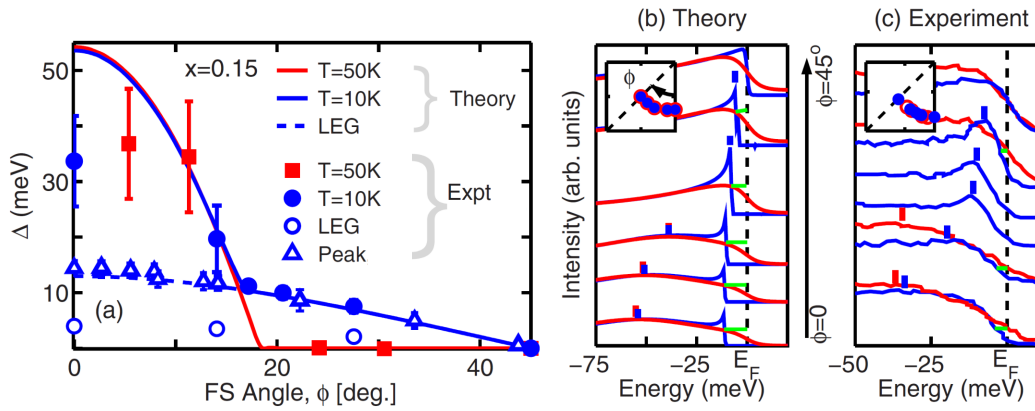 (b) Theory
(c) Experiment
50
30
10
Δ (meV)
x=0.15
T=50K
T=10K
LEG
Theory
T=50K
T=10K
LEG
Peak
Expt
(a)
0
20
40
FS Angle, ϕ [deg.]
Intensity (arb. units)
ϕ
−75
−50
−25
E_F
Energy (meV)
ϕ=0
ϕ=45°
−50
−25
E_F
Energy (meV)